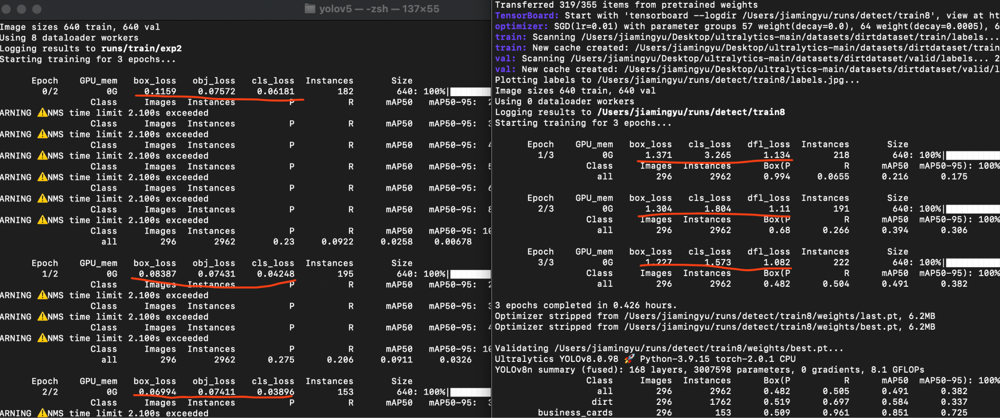 yolov5 — -zsh — 137×55
Image sizes 640 train, 640 val
Using 8 dataloader workers
Logging results to runs/train/exp2
Starting training for 3 epochs...
Epoch GPU_mem box_loss obj_loss cls_loss Instances Size
0/2 0G 0.1159 0.07572 0.06181 182 640: 100%|
Class Images Instances P R mAP50 mAP50-95: 2
ARNING ⚠️NMS time limit 2.100s exceeded
Class Images Instances P R mAP50 mAP50-95:
ARNING ⚠️NMS time limit 2.100s exceeded
Class Images Instances P R mAP50 mAP50-95:
ARNING ⚠️NMS time limit 2.100s exceeded
Class Images Instances P R mAP50 mAP50-95:
ARNING ⚠️NMS time limit 2.100s exceeded
Class Images Instances P R mAP50 mAP50-95:
ARNING ⚠️NMS time limit 2.100s exceeded
Class Images Instances P R mAP50 mAP50-95:
ARNING ⚠️NMS time limit 2.100s exceeded
Class Images Instances P R mAP50 mAP50-95: 10
all 296 2962 0.23 0.0922 0.0258 0.00678
Epoch GPU_mem box_loss obj_loss cls_loss Instances Size
1/2 0G 0.08387 0.07431 0.04248 195 640: 100%|
Class Images Instances P R mAP50 mAP50-95: 2
ARNING ⚠️NMS time limit 2.100s exceeded
Class Images Instances P R mAP50 mAP50-95:
ARNING ⚠️NMS time limit 2.100s exceeded
Class Images Instances P R mAP50 mAP50-95:
ARNING ⚠️NMS time limit 2.100s exceeded
Class Images Instances P R mAP50 mAP50-95: 10
all 296 2962 0.275 0.206 0.0911 0.0326
Epoch GPU_mem box_loss obj_loss cls_loss Instances Size
2/2 0G 0.06994 0.07411 0.03896 153 640: 100%|
Class Images Instances P R mAP50 mAP50-95:
ARNING ⚠️NMS time limit 2.100s exceeded
Transferred 319/355 items from pretrained weights
TensorBoard: Start with 'tensorboard --logdir /Users/jiamingyu/runs/detect/train8', view at ht
optimizer: SGD(lr=0.01) with parameter groups 57 weight(decay=0.0), 64 weight(decay=0.0005), 6
train: Scanning /Users/jiamingyu/Desktop/ultralytics-main/datasets/dirtdataset/train/labels...
train: New cache created: /Users/jiamingyu/Desktop/ultralytics-main/datasets/dirtdataset/train
val: Scanning /Users/jiamingyu/Desktop/ultralytics-main/datasets/dirtdataset/valid/labels... 2
val: New cache created: /Users/jiamingyu/Desktop/ultralytics-main/datasets/dirtdataset/valid/l
Plotting labels to /Users/jiamingyu/runs/detect/train8/labels.jpg...
Image sizes 640 train, 640 val
Using 0 dataloader workers
Logging results to /Users/jiamingyu/runs/detect/train8
Starting training for 3 epochs...
Epoch GPU_mem box_loss cls_loss dfl_loss Instances Size
1/3 0G 1.371 3.265 1.134 218 640: 100%|
Class Images Instances Box(P R mAP50 mAP50-95): 100%
all 296 2962 0.994 0.0655 0.216 0.175
Epoch GPU_mem box_loss cls_loss dfl_loss Instances Size
2/3 0G 1.304 1.804 1.11 191 640: 100%|
Class Images Instances Box(P R mAP50 mAP50-95): 100%
all 296 2962 0.68 0.266 0.394 0.306
Epoch GPU_mem box_loss cls_loss dfl_loss Instances Size
3/3 0G 1.227 1.573 1.082 222 640: 100%|
Class Images Instances Box(P R mAP50 mAP50-95): 100%
all 296 2962 0.482 0.504 0.491 0.382
3 epochs completed in 0.426 hours.
Optimizer stripped from /Users/jiamingyu/runs/detect/train8/weights/last.pt, 6.2MB
Optimizer stripped from /Users/jiamingyu/runs/detect/train8/weights/best.pt, 6.2MB
Validating /Users/jiamingyu/runs/detect/train8/weights/best.pt...
Ultralytics YOLOv8.0.98 🚀 Python-3.9.15 torch-2.0.1 CPU
YOLOv8n summary (fused): 168 layers, 3007598 parameters, 0 gradients, 8.1 GFLOPs
Class Images Instances Box(P R mAP50 mAP50-95): 100%
all 296 2962 0.482 0.505 0.491 0.382
dirt 296 1762 0.519 0.697 0.584 0.337
business_cards 296 153 0.509 0.961 0.851 0.725